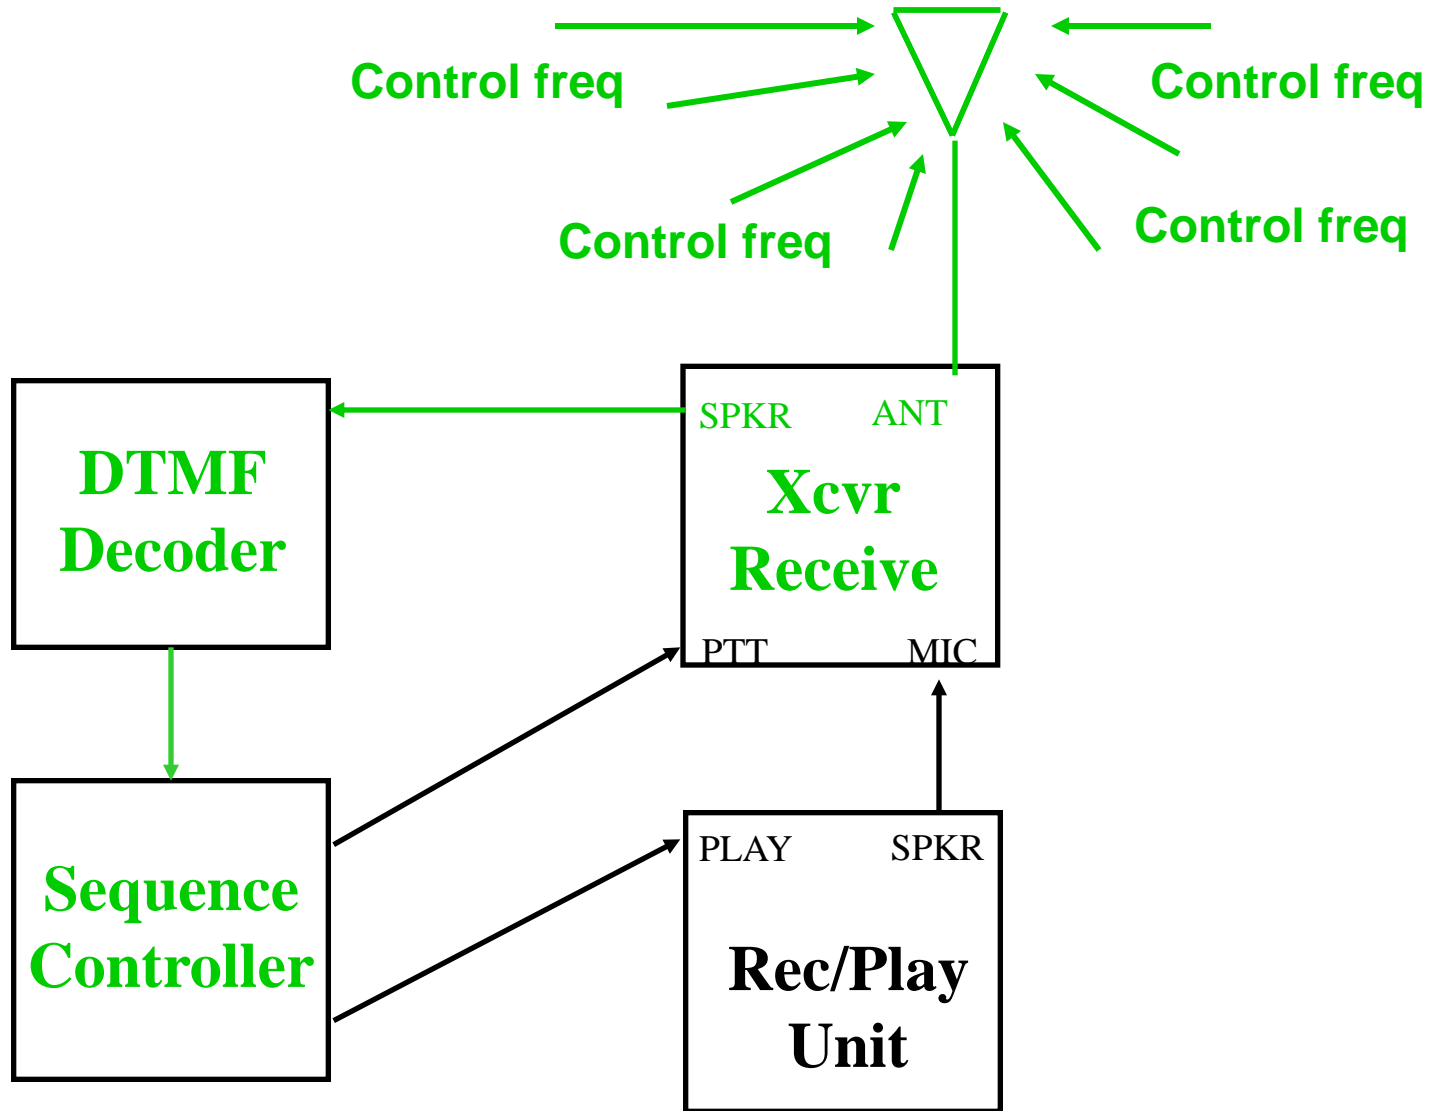 Control freq
Control freq
Control freq
Control freq
SPKR
ANT
DTMF
Decoder
Xcvr
Receive
PTT
MIC
PLAY
SPKR
Sequence
Controller
Rec/Play
Unit